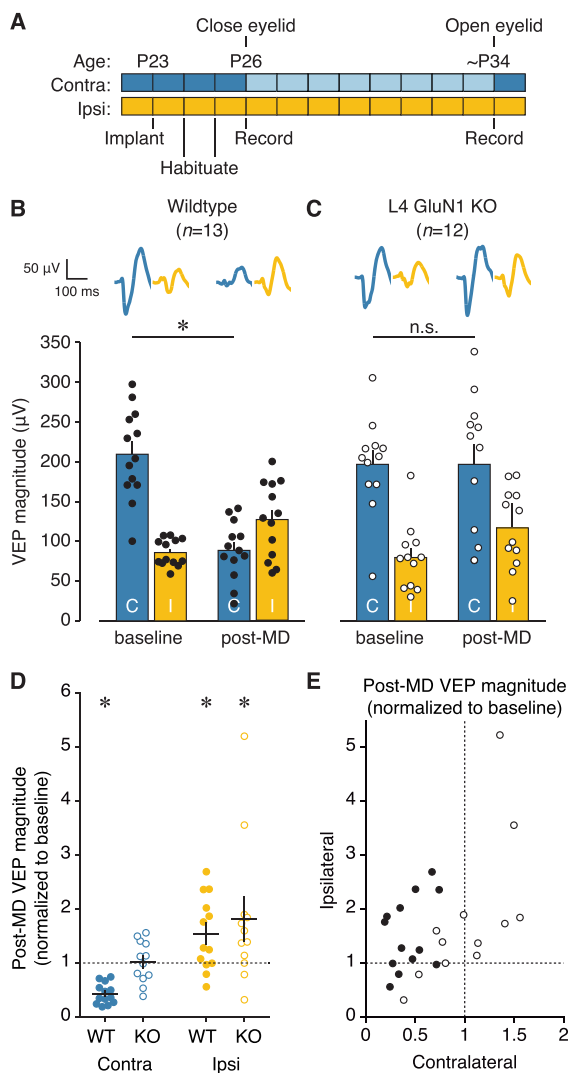 A
Close eyelid
Open eyelid
Age: P23 P26 ~P34
Contra:
Ipsi:
Implant Record Record
Habituate
B Wildtype
(n=13)
C L4 GluN1 KO
(n=12)
50 µV
100 ms
*
n.s.
VEP magnitude (µV)
350
300
250
200
150
100
50
0
C I C I C I C I
baseline post-MD baseline post-MD
D
Post-MD VEP magnitude
(normalized to baseline)
6
5
4
3
2
1
0
* * *
WT KO WT KO
Contra Ipsi
E
Post-MD VEP magnitude
(normalized to baseline)
Ipsilateral
5
4
3
2
1
0
0 0.5 1 1.5 2
Contralateral